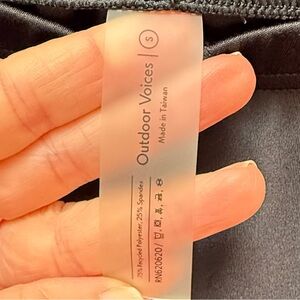 Outdoor Voices | S
Made in Taiwan
75% Recycled Polyester, 25% Spandex
RN620620/